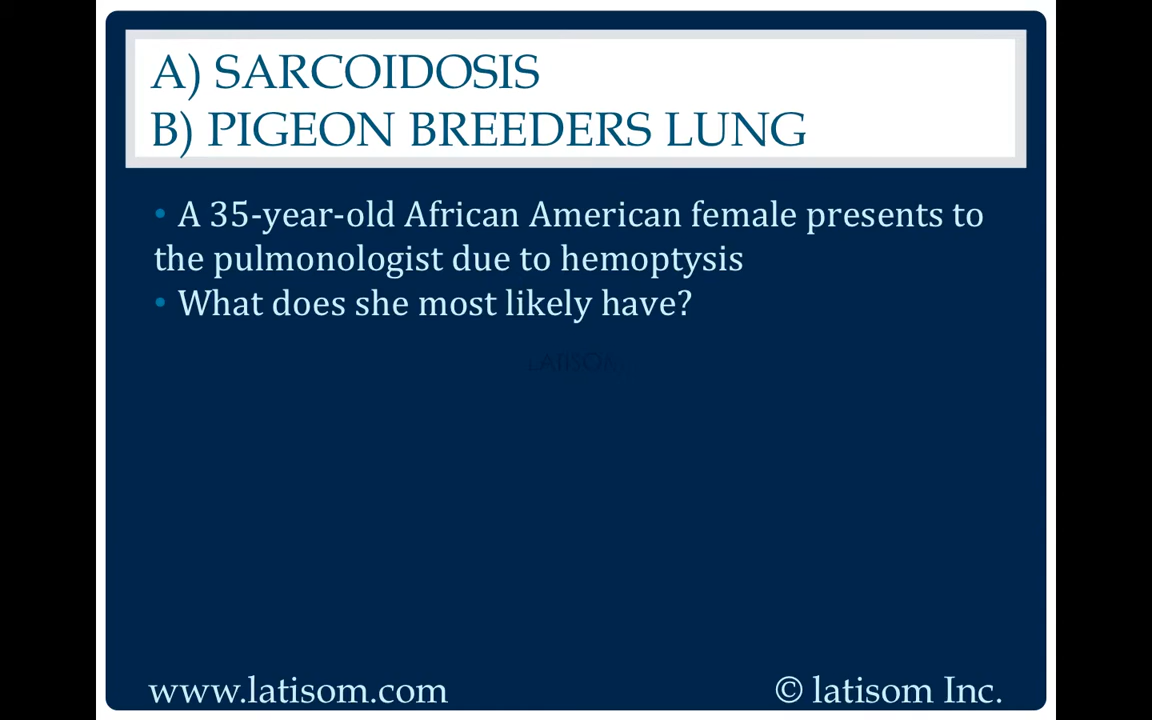 A) SARCOIDOSIS
B) PIGEON BREEDERS LUNG
• A 35-year-old African American female presents to
the pulmonologist due to hemoptysis
• What does she most likely have?
LATISOM
www.latisom.com
© latisom Inc.